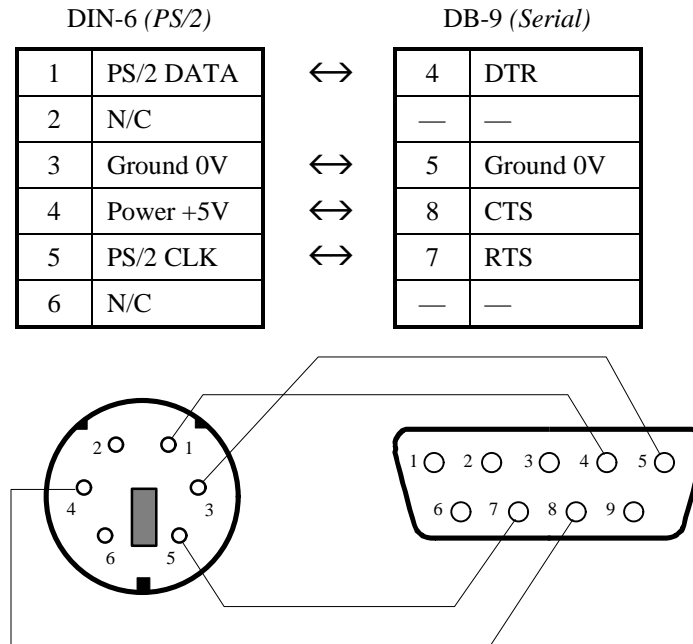 DIN-6 (PS/2) DB-9 (Serial)
1 PS/2 DATA ↔ 4 DTR
2 N/C — —
3 Ground 0V ↔ 5 Ground 0V
4 Power +5V ↔ 8 CTS
5 PS/2 CLK ↔ 7 RTS
6 N/C — —
2 1
4 3
6 5
1 2 3 4 5
6 7 8 9